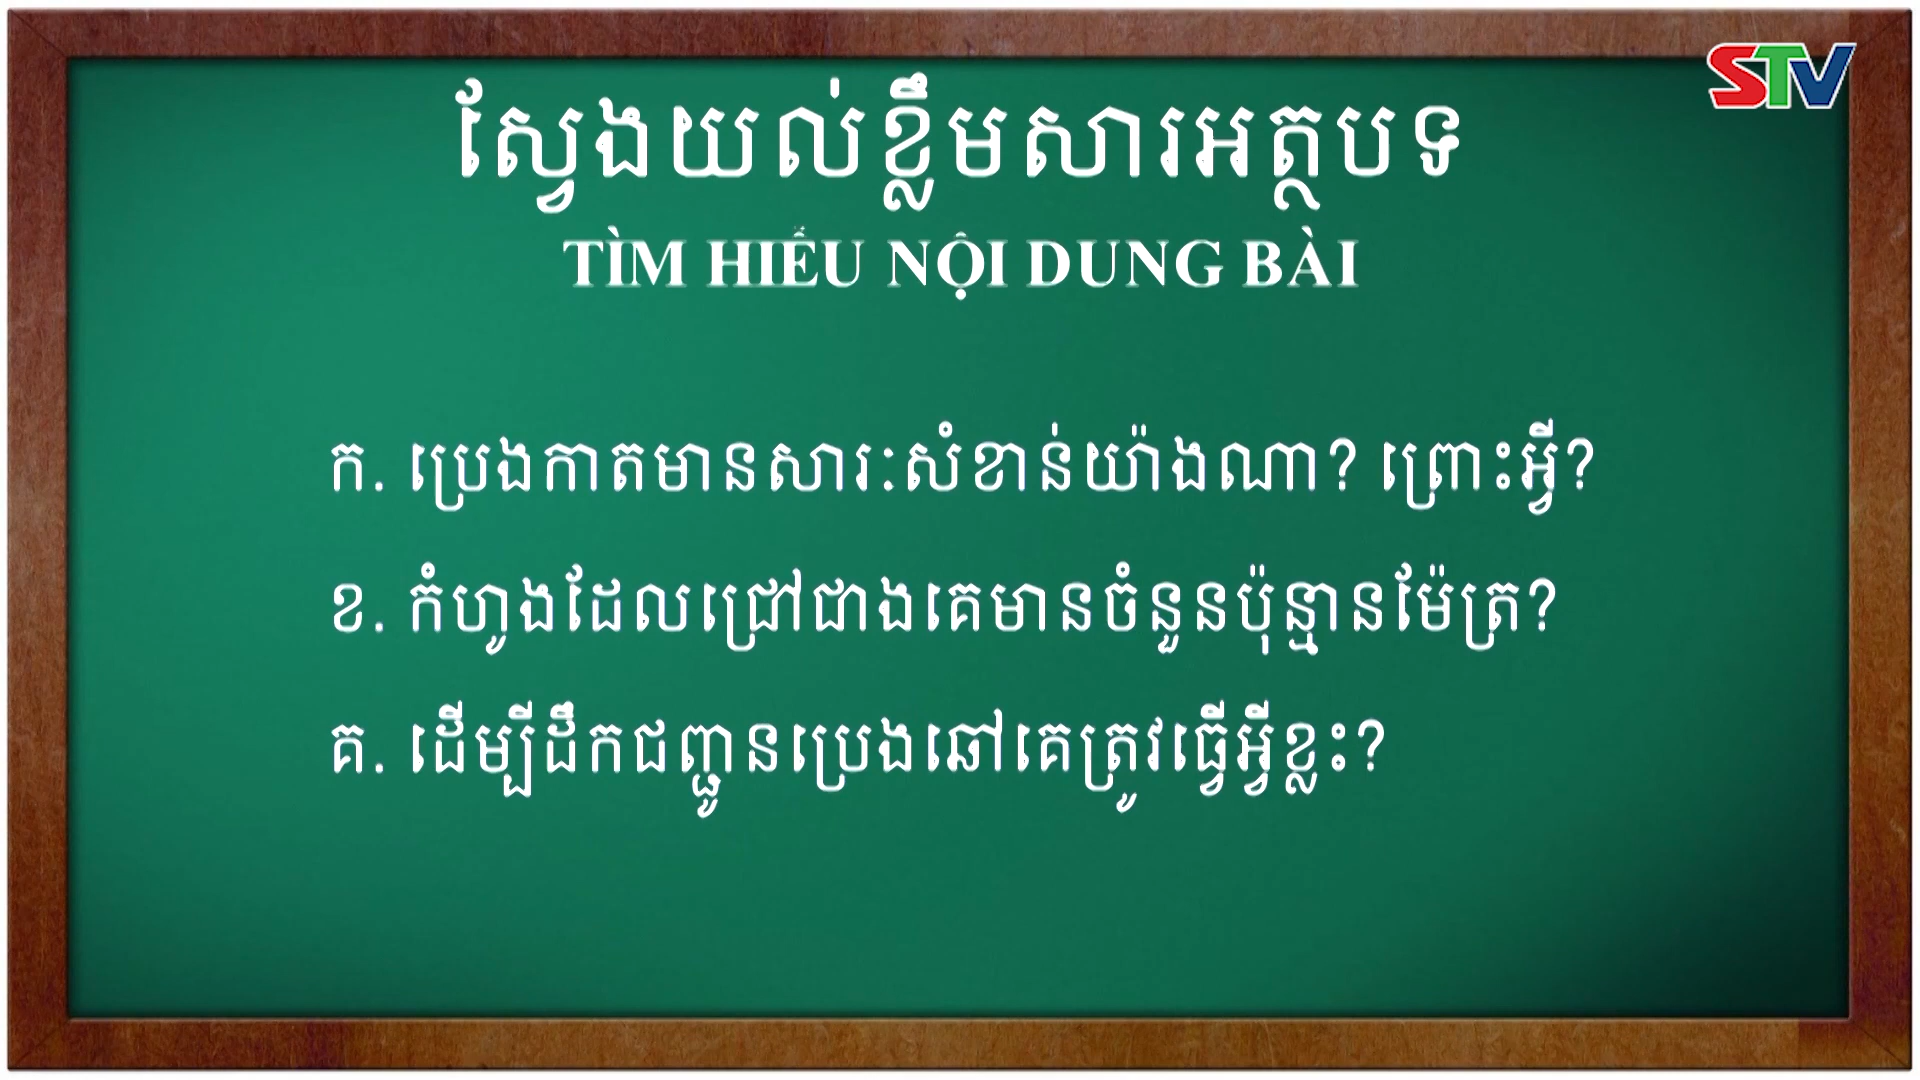 STV
ស្វែងយល់ខ្លឹមសារអត្ថបទ
TÌM HIỂU NỘI DUNG BÀI
ក. ប្រេងកាតមានសារៈសំខាន់យ៉ាងណា? ព្រោះអ្វី?
ខ. កំហូងដែលជ្រៅជាងគេមានចំនួនប៉ុន្មានម៉ែត្រ?
គ. ដើម្បីដឹកជញ្ជូនប្រេងឆៅគេត្រូវធ្វើអ្វីខ្លះ?